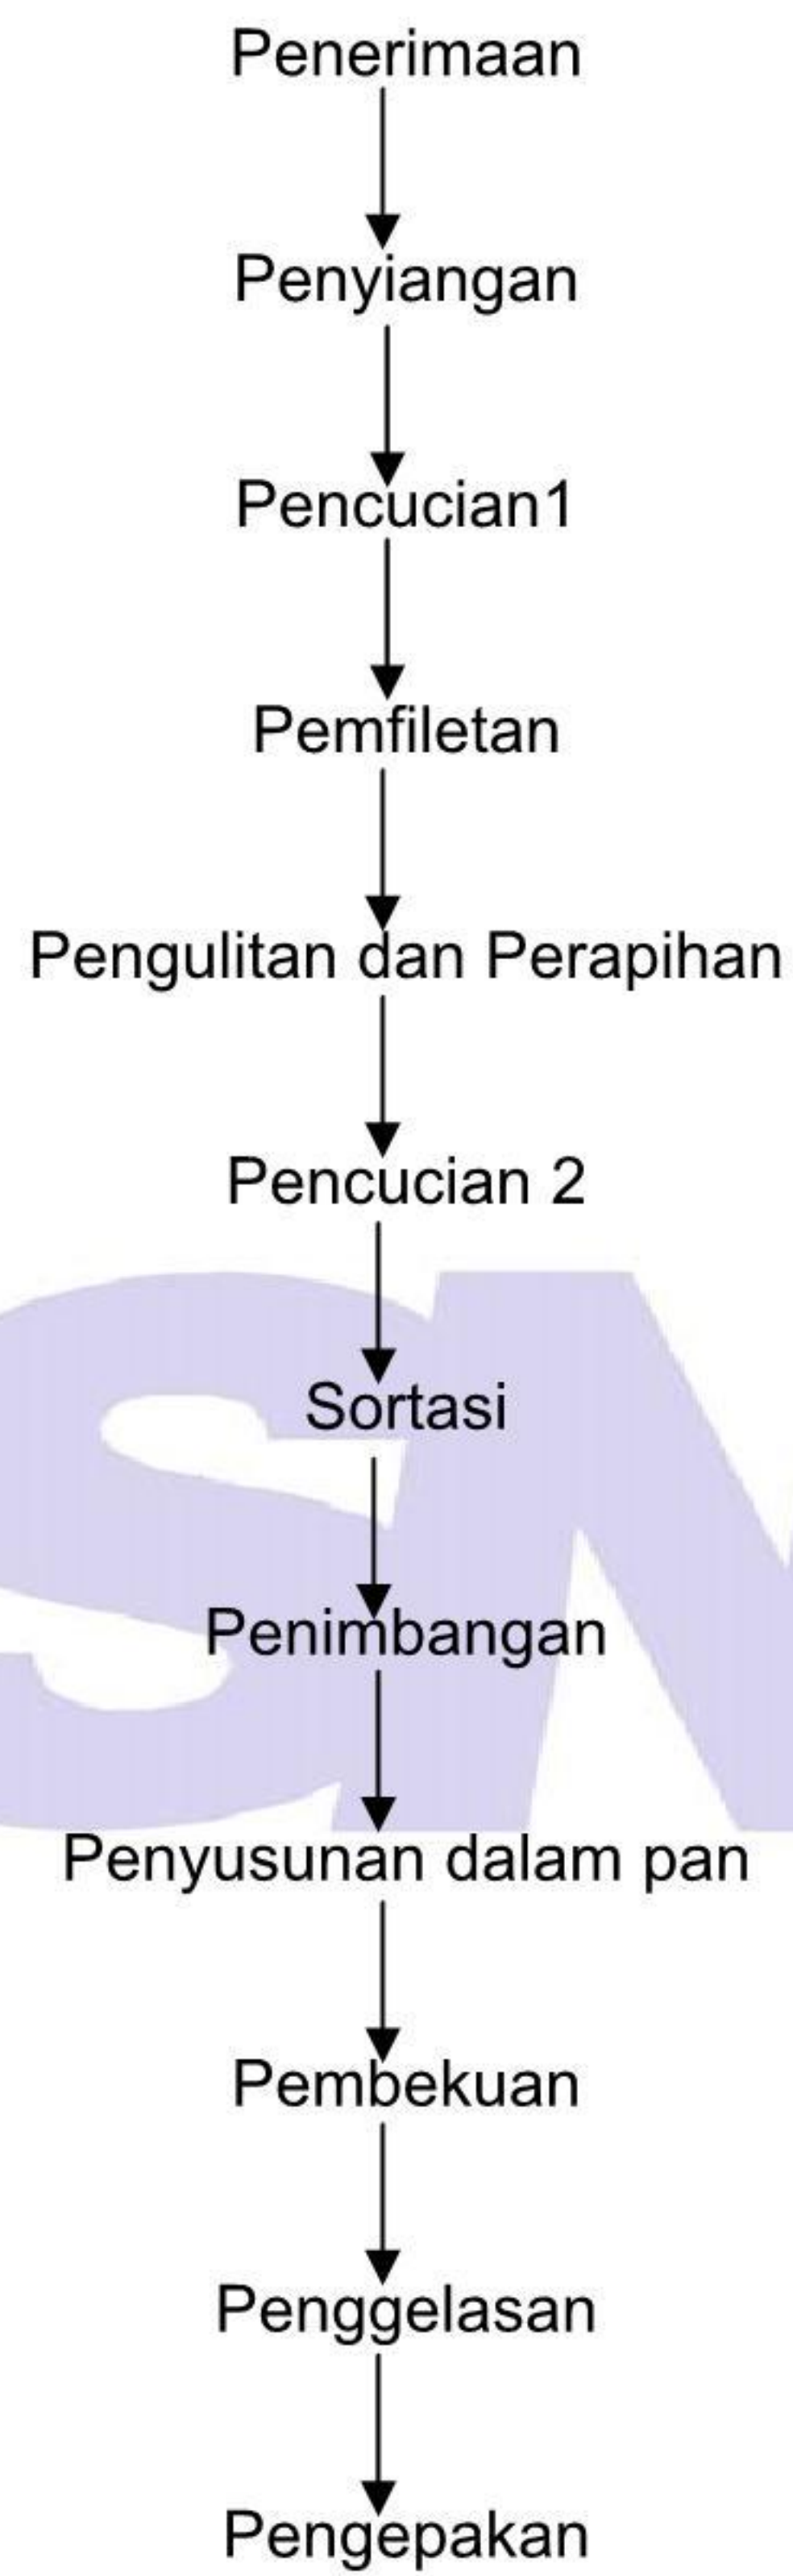 Penerimaan
Penyiangan
Pencucian1
Pemfiletan
Pengulitan dan Perapihan
Pencucian 2
Sortasi
Penimbangan
Penyusunan dalam pan
Pembekuan
Penggelasan
Pengepakan